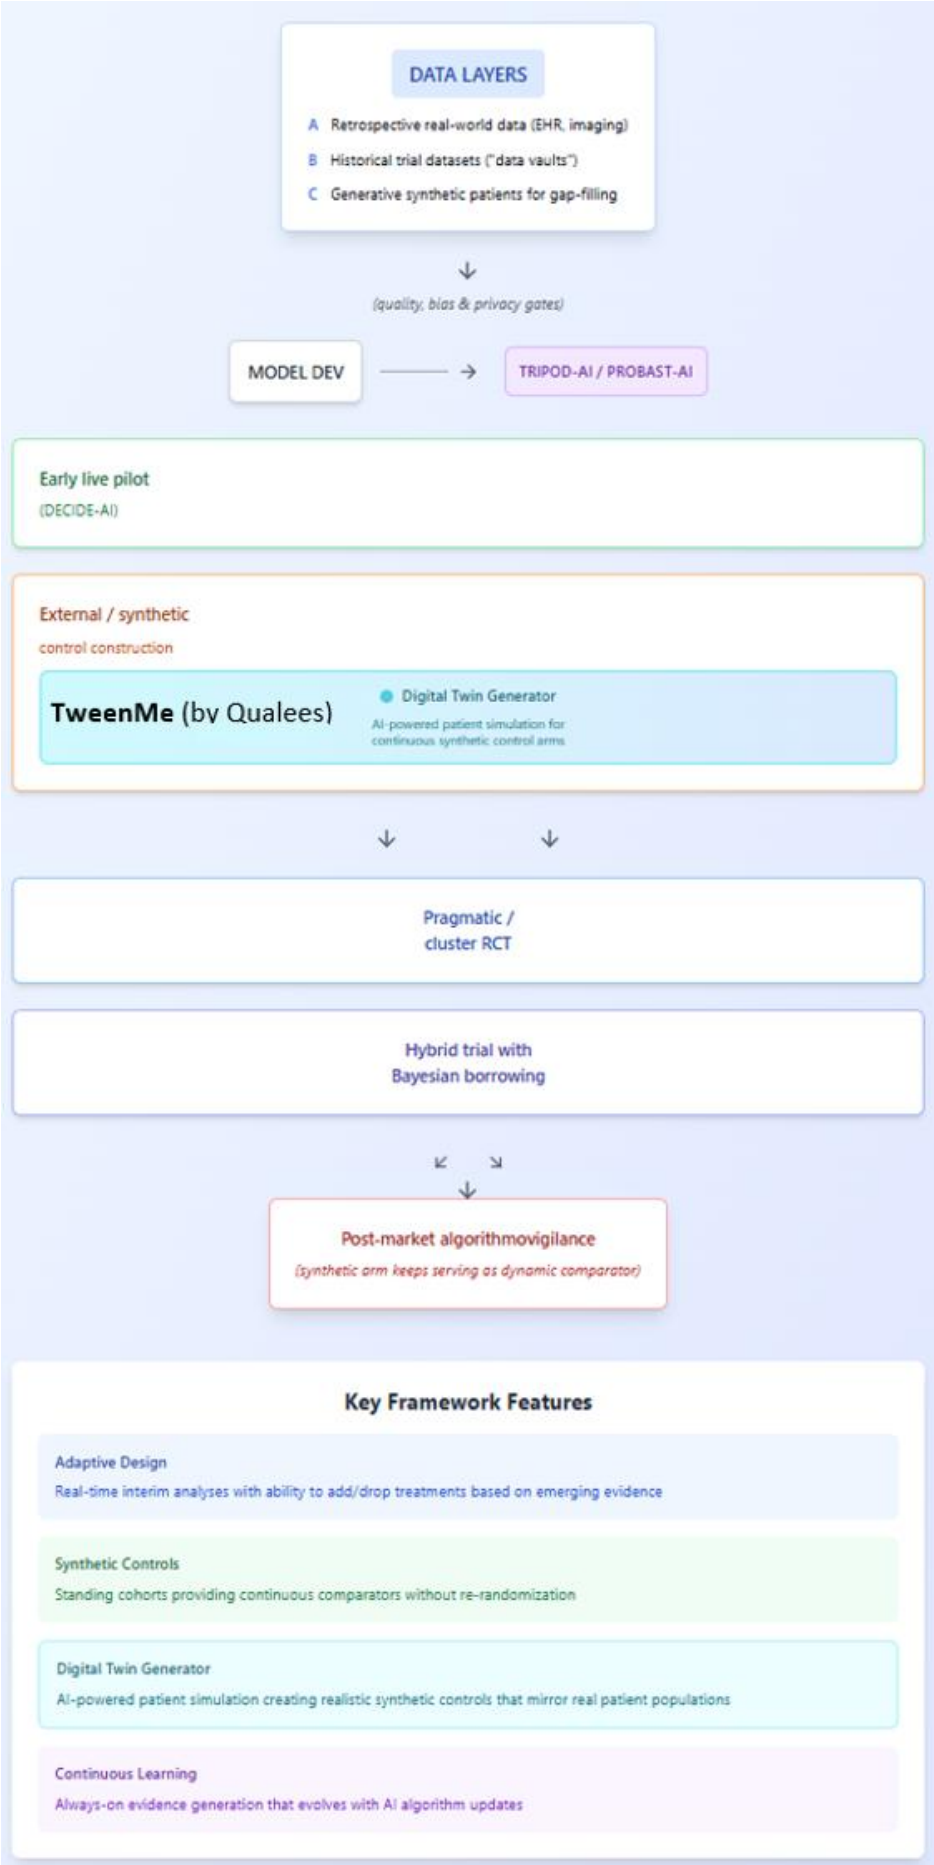 DATA LAYERS
A Retrospective real-world data (EHR, imaging)
B Historical trial datasets ("data vaults")
C Generative synthetic patients for gap-filling
(quality, bias & privacy gates)
MODEL DEV
TRIPOD-AI / PROBAST-AI
Early live pilot
(DECIDE-AI)
External / synthetic
control construction
TweenMe (by Qualees)
Digital Twin Generator
AI-powered patient simulation for
continuous synthetic control arms
Pragmatic /
cluster RCT
Hybrid trial with
Bayesian borrowing
Post-market algorithmovigilance
(synthetic arm keeps serving as dynamic comparator)
Key Framework Features
Adaptive Design
Real-time interim analyses with ability to add/drop treatments based on emerging evidence
Synthetic Controls
Standing cohorts providing continuous comparators without re-randomization
Digital Twin Generator
AI-powered patient simulation creating realistic synthetic controls that mirror real patient populations
Continuous Learning
Always-on evidence generation that evolves with AI algorithm updates